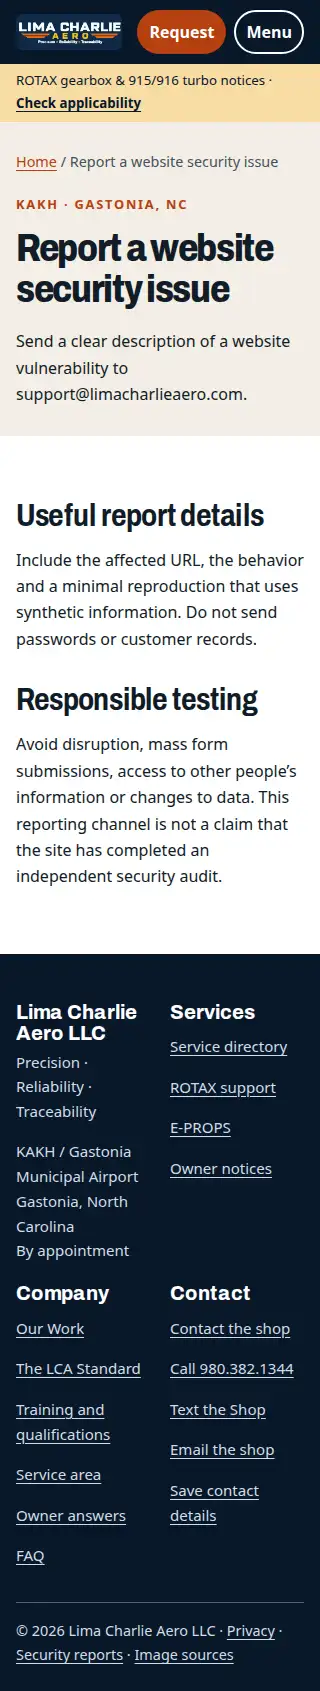 LIMA CHARLIE
AERO
Precision • Reliability • Traceability
Request
Menu
ROTAX gearbox & 915/916 turbo notices ·
Check applicability
Home / Report a website security issue
KAKH · GASTONIA, NC
Report a website
security issue
Send a clear description of a website
vulnerability to
support@limacharlieaero.com.
Useful report details
Include the affected URL, the behavior
and a minimal reproduction that uses
synthetic information. Do not send
passwords or customer records.
Responsible testing
Avoid disruption, mass form
submissions, access to other people’s
information or changes to data. This
reporting channel is not a claim that
the site has completed an
independent security audit.
Lima Charlie
Aero LLC
Precision ·
Reliability ·
Traceability
KAKH / Gastonia
Municipal Airport
Gastonia, North
Carolina
By appointment
Services
Service directory
ROTAX support
E-PROPS
Owner notices
Company
Our Work
The LCA Standard
Training and
qualifications
Service area
Owner answers
FAQ
Contact
Contact the shop
Call 980.382.1344
Text the Shop
Email the shop
Save contact
details
© 2026 Lima Charlie Aero LLC · Privacy ·
Security reports · Image sources